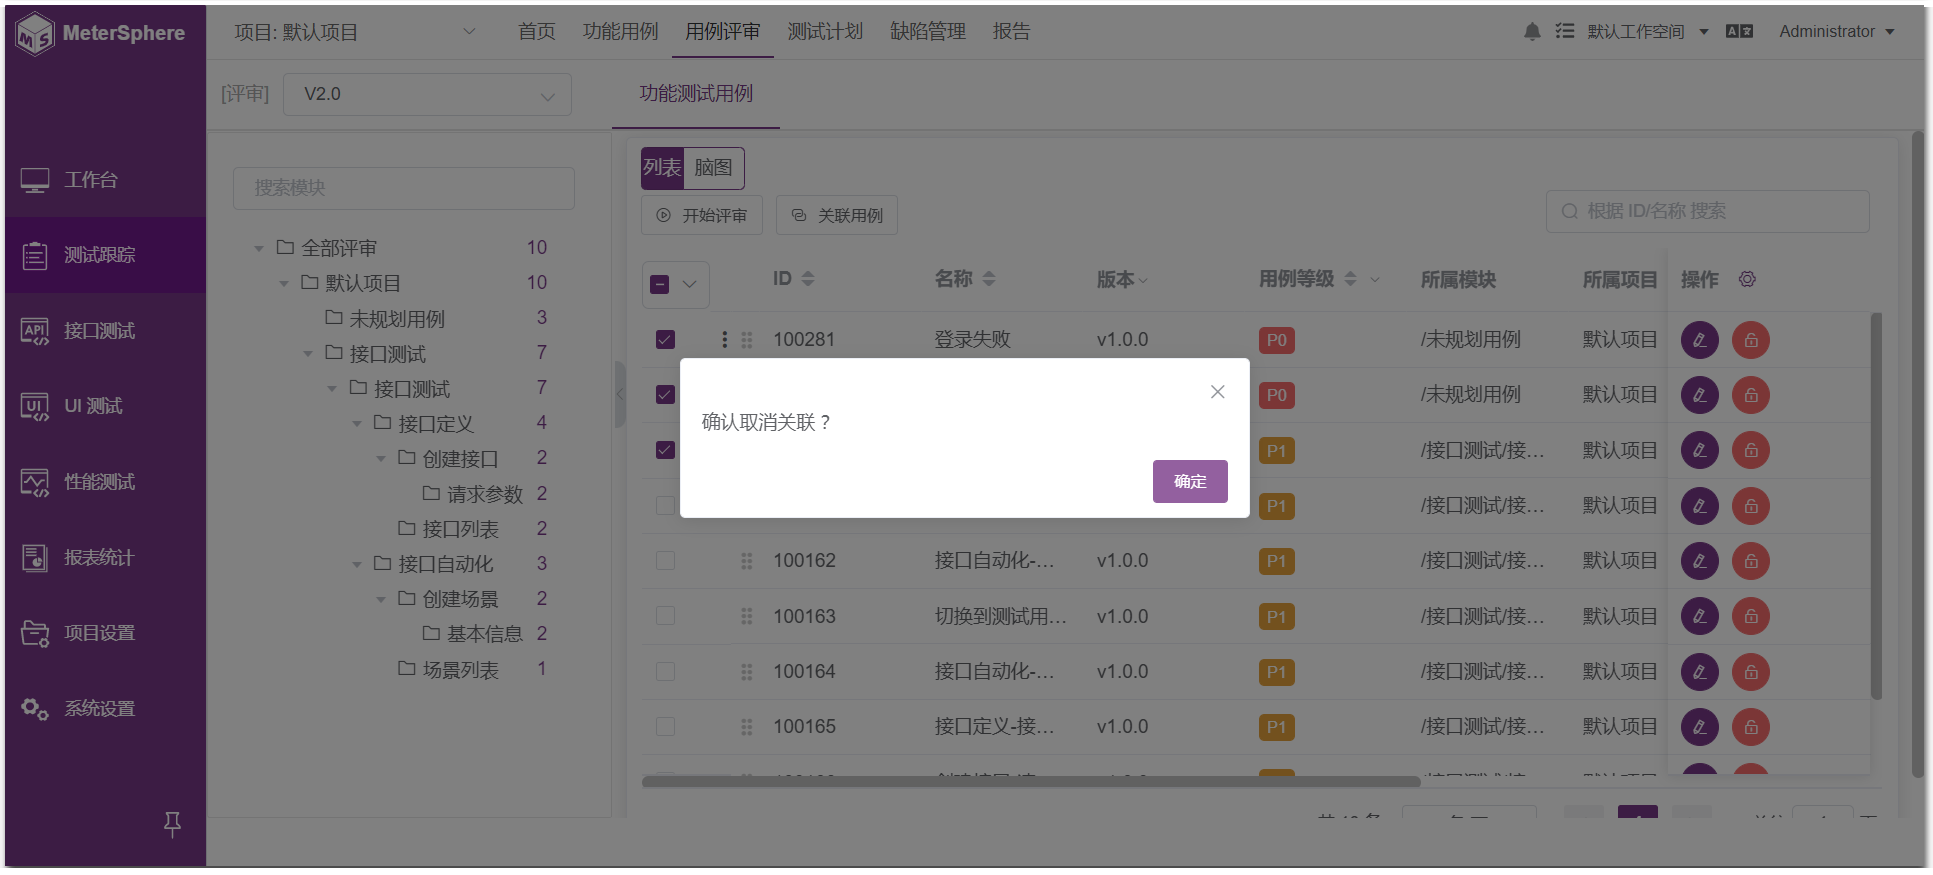 MeterSphere
项目: 默认项目
首页 功能用例 用例评审 测试计划 缺陷管理 报告
默认工作空间
Administrator
[评审] V2.0
功能测试用例
工作台
测试跟踪
接口测试
UI 测试
性能测试
报表统计
项目设置
系统设置
搜索模块
全部评审 10
默认项目 10
未规划用例 3
接口测试 7
接口测试 7
接口定义 4
创建接口 2
请求参数 2
接口列表 2
接口自动化 3
创建场景 2
基本信息 2
场景列表 1
列表 脑图
开始评审 关联用例
根据 ID/名称 搜索
ID 名称 版本 用例等级 所属模块 所属项目 操作
100281 登录失败 v1.0.0 P0 /未规划用例 默认项目
P0 /未规划用例 默认项目
P1 /接口测试/接... 默认项目
P1 /接口测试/接... 默认项目
100162 接口自动化-... v1.0.0 P1 /接口测试/接... 默认项目
100163 切换到测试用... v1.0.0 P1 /接口测试/接... 默认项目
100164 接口自动化-... v1.0.0 P1 /接口测试/接... 默认项目
100165 接口定义-接... v1.0.0 P1 /接口测试/接... 默认项目
确认取消关联？
确定